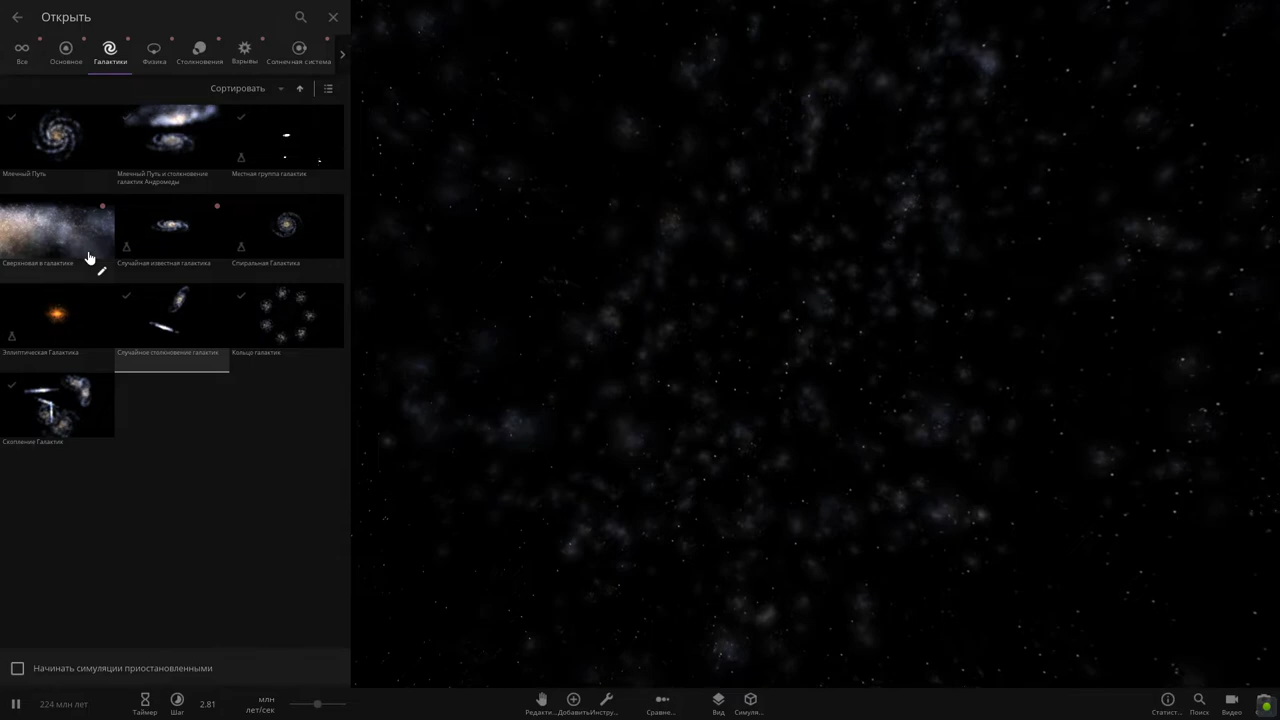 Открыть
Все
Основное
Галактики
Физика
Столкновения
Взрывы
Солнечная система
Сортировать
Млечный Путь
Млечный Путь и столкновение
галактик Андромеды
Местная группа галактик
Сверхновая в галактике
Случайная известная галактика
Спиральная Галактика
Эллиптическая Галактика
Случайное столкновение галактик
Кольцо галактик
Скопление Галактик
Начинать симуляции приостановленными
224 млн лет
Таймер
Шаг
2.81
млн
лет/сек
Редакти...
Добавить
Инстру...
Сравне...
Вид
Симуля...
Статист...
Поиск
Видео